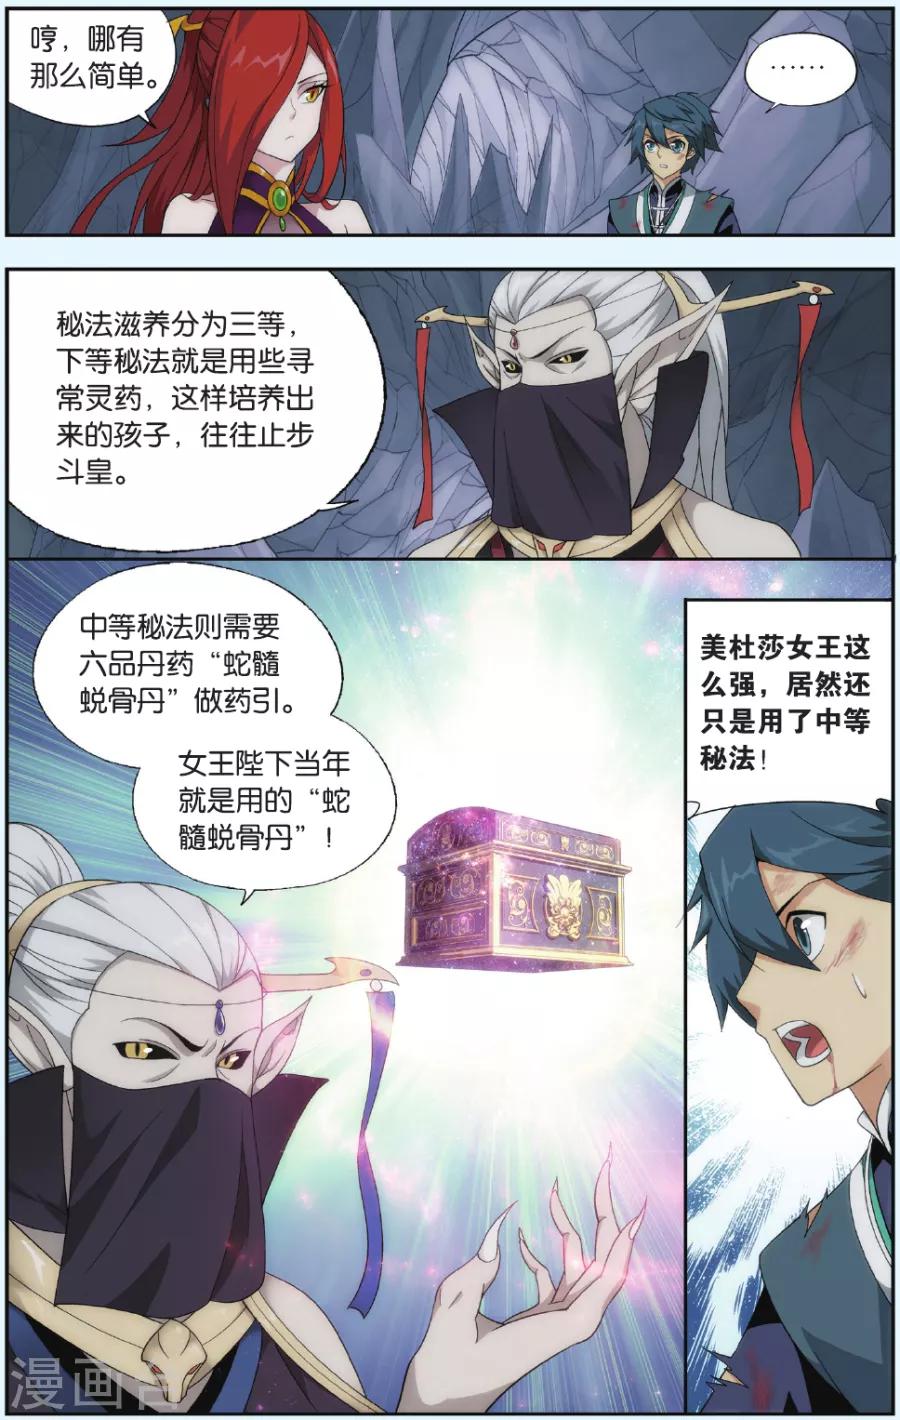 哼，哪有
那么简单。
……
秘法滋养分为三等，
下等秘法就是用些寻
常灵药，这样培养出
来的孩子，往往止步
斗皇。
中等秘法则需要
六品丹药“蛇髓
蜕骨丹”做药引。
女王陛下当年
就是用的“蛇
髓蜕骨丹”！
美杜莎女王这
么强，居然还
只是用了中等
秘法！
漫画台